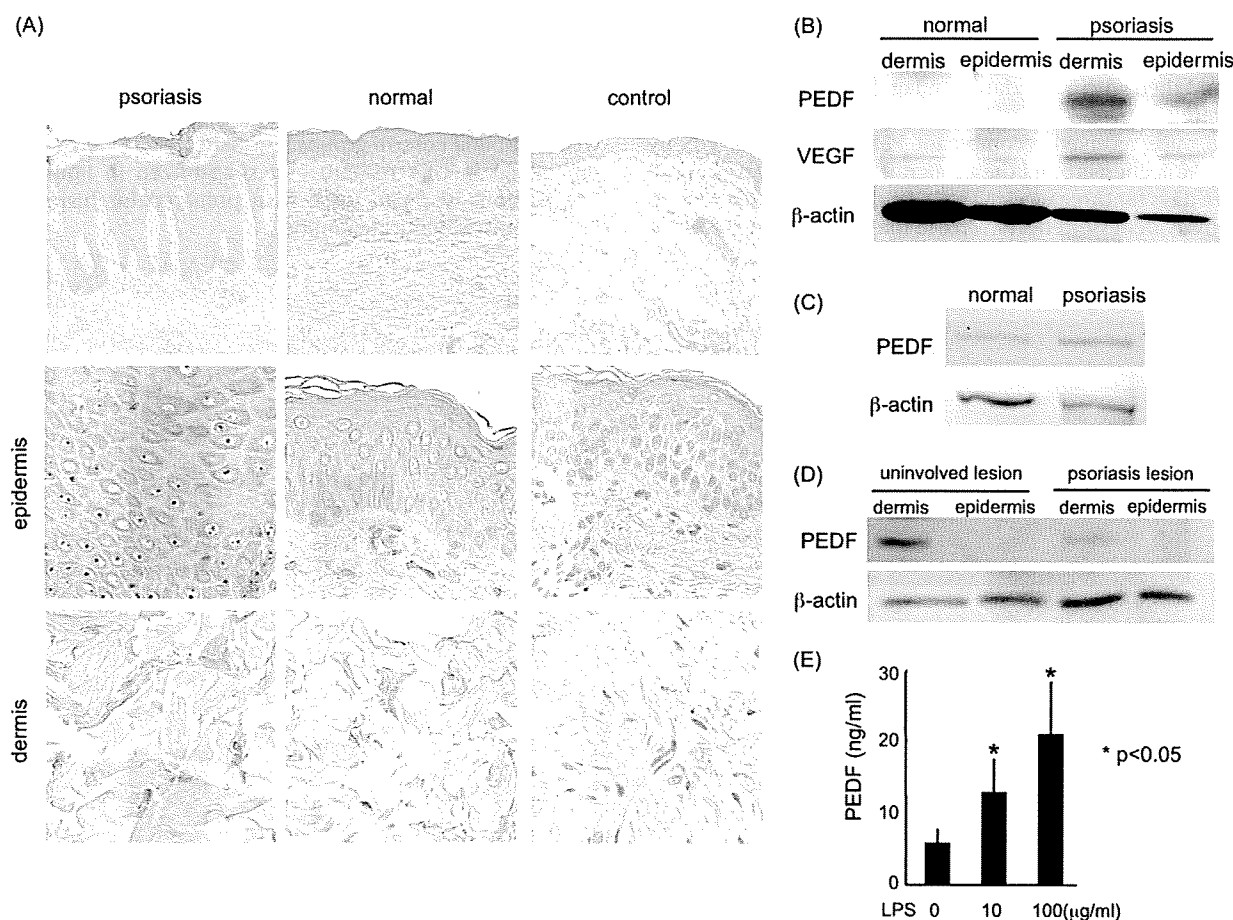 (A)
psoriasis normal control
epidermis
dermis
(B)
normal psoriasis
dermis epidermis dermis epidermis
PEDF
VEGF
β-actin
(C)
normal psoriasis
PEDF
β-actin
(D)
uninvolved lesion psoriasis lesion
dermis epidermis dermis epidermis
PEDF
β-actin
(E)
PEDF (ng/ml)
30
20
10
0
* *
* p<0.05
LPS 0 10 100(μg/ml)